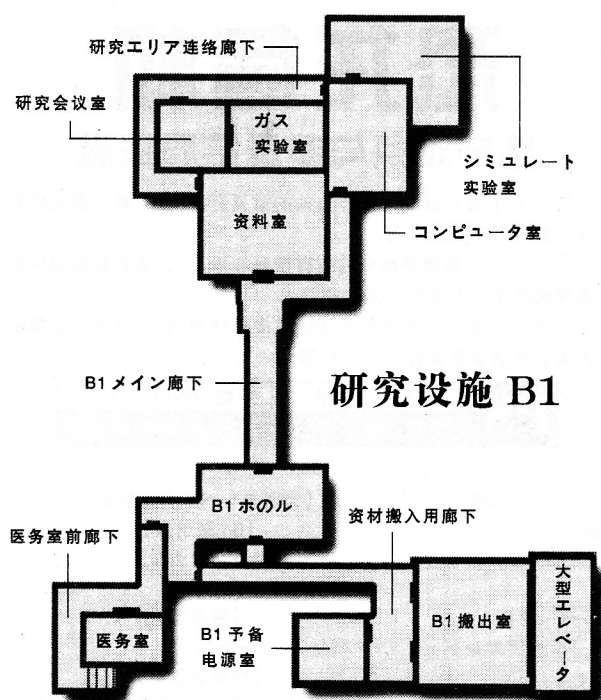 研究エリア连络廊下
研究会议室
ガス
实验室
シミュレート
实验室
资料室
コンピュータ室
B1メイン廊下
研究设施 B1
B1ホのル
资材搬入用廊下
医务室前廊下
医务室
B1予备
电源室
B1搬出室
大型エレベータ